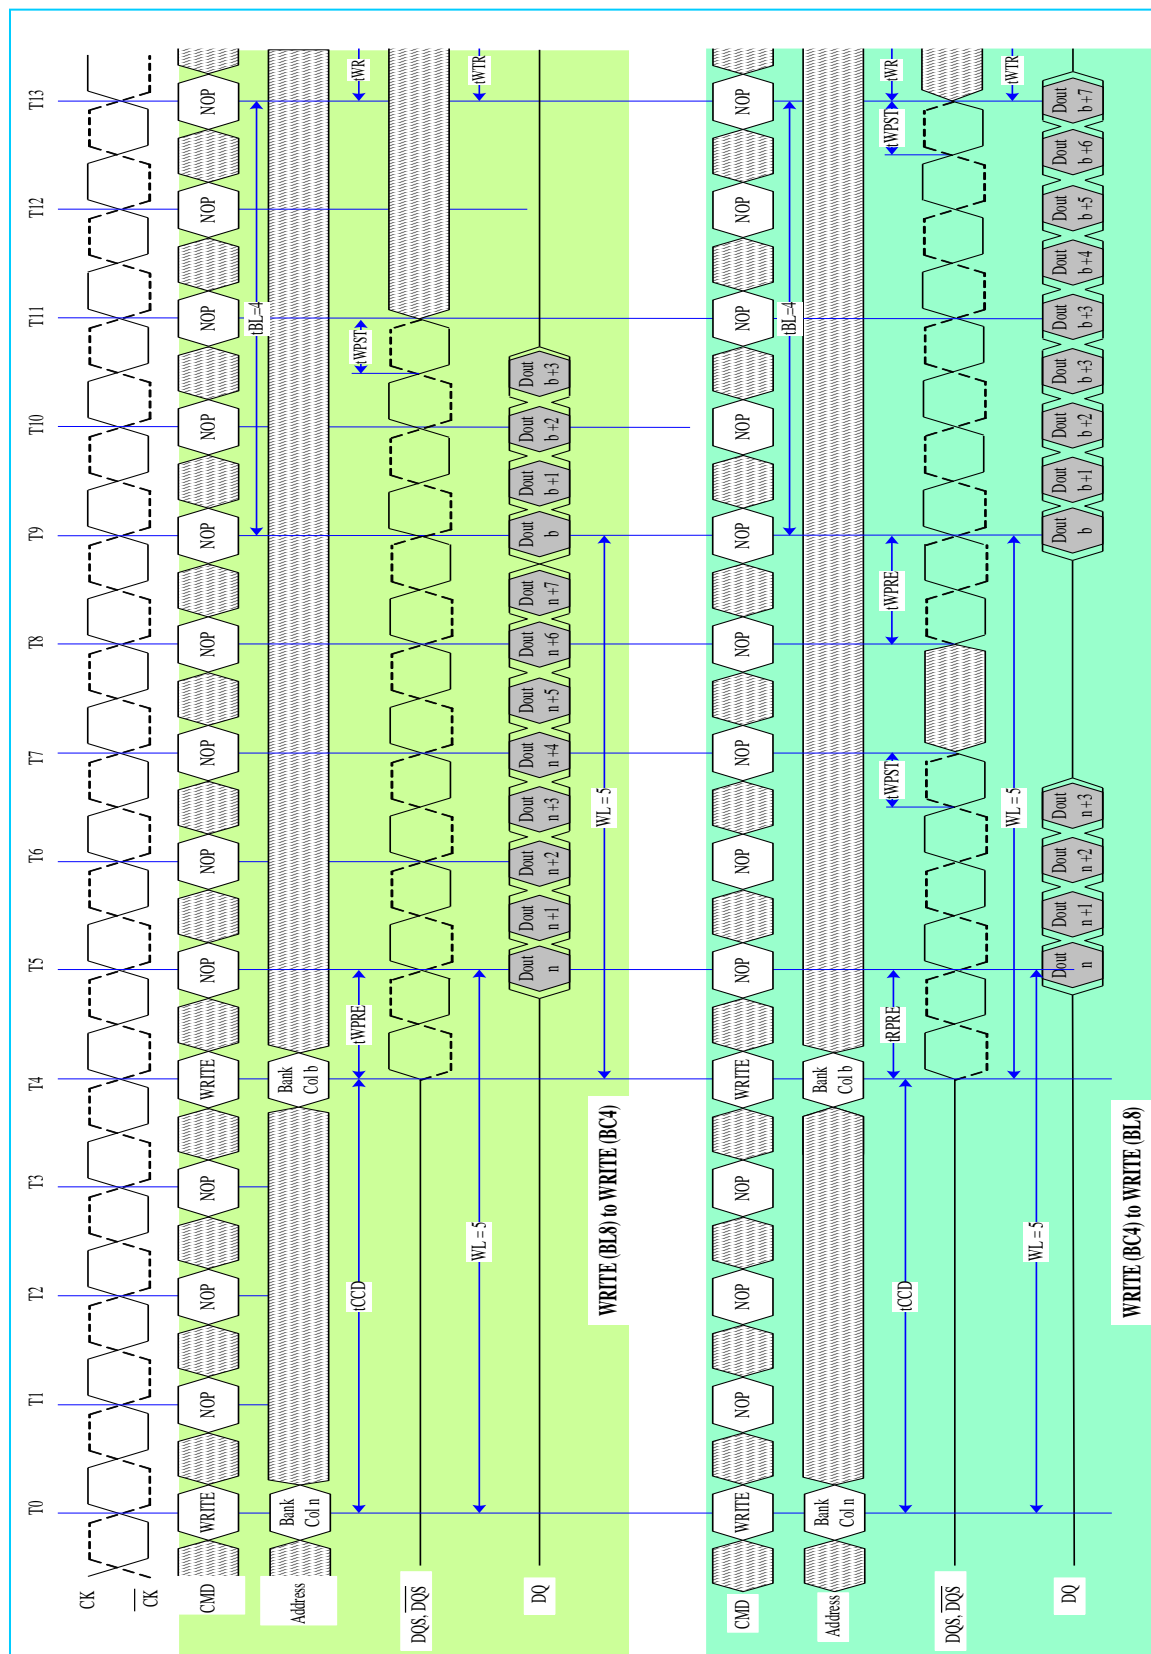 T0 T1 T2 T3 T4 T5 T6 T7 T8 T9 T10 T11 T12 T13
CK
CK
CMD WRITE NOP NOP NOP WRITE NOP NOP NOP NOP NOP NOP NOP NOP NOP
tBL=4
Address Bank Col n Bank Col b
tCCD tWPRE tWPST tWR
DQS, DQS
WL = 5 tWTR
DQ Dout n Dout n+1 Dout n+2 Dout n+3 Dout n+4 Dout n+5 Dout n+6 Dout n+7 Dout b Dout b+1 Dout b+2 Dout b+3
WRITE (BL8) to WRITE (BC4) WL = 5
CMD WRITE NOP NOP NOP WRITE NOP NOP NOP NOP NOP NOP NOP NOP NOP
tBL=4
Address Bank Col n Bank Col b
tCCD tRPRE tWPST tWPRE tWPST tWR
DQS, DQS
WL = 5 tWTR
WL = 5
DQ Dout n Dout n+1 Dout n+2 Dout n+3 Dout b Dout b+1 Dout b+2 Dout b+3 Dout b+3 Dout b+4 Dout b+5 Dout b+6 Dout b+7
WRITE (BC4) to WRITE (BL8)